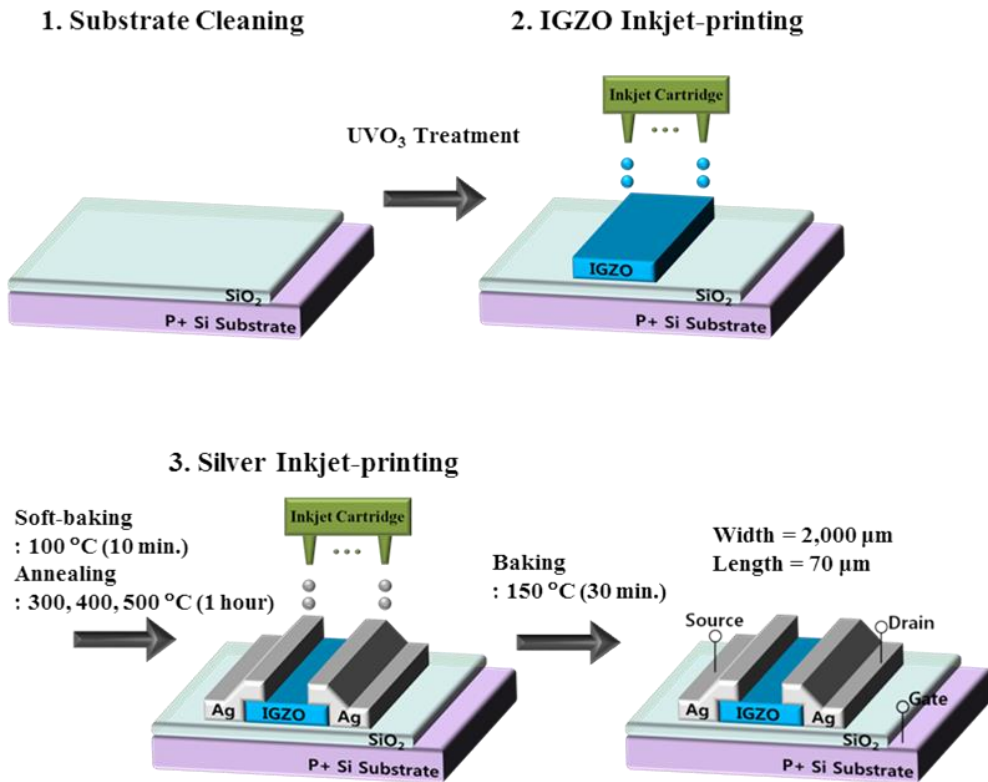 1. Substrate Cleaning
2. IGZO Inkjet-printing
Inkjet Cartridge
UVO₃ Treatment
SiO₂
P+ Si Substrate
IGZO
SiO₂
P+ Si Substrate
3. Silver Inkjet-printing
Soft-baking
: 100 °C (10 min.)
Annealing
: 300, 400, 500 °C (1 hour)
Inkjet Cartridge
Ag
IGZO
Ag
SiO₂
P+ Si Substrate
Baking
: 150 °C (30 min.)
Width = 2,000 μm
Length = 70 μm
Source
Drain
Gate
Ag
IGZO
Ag
SiO₂
P+ Si Substrate